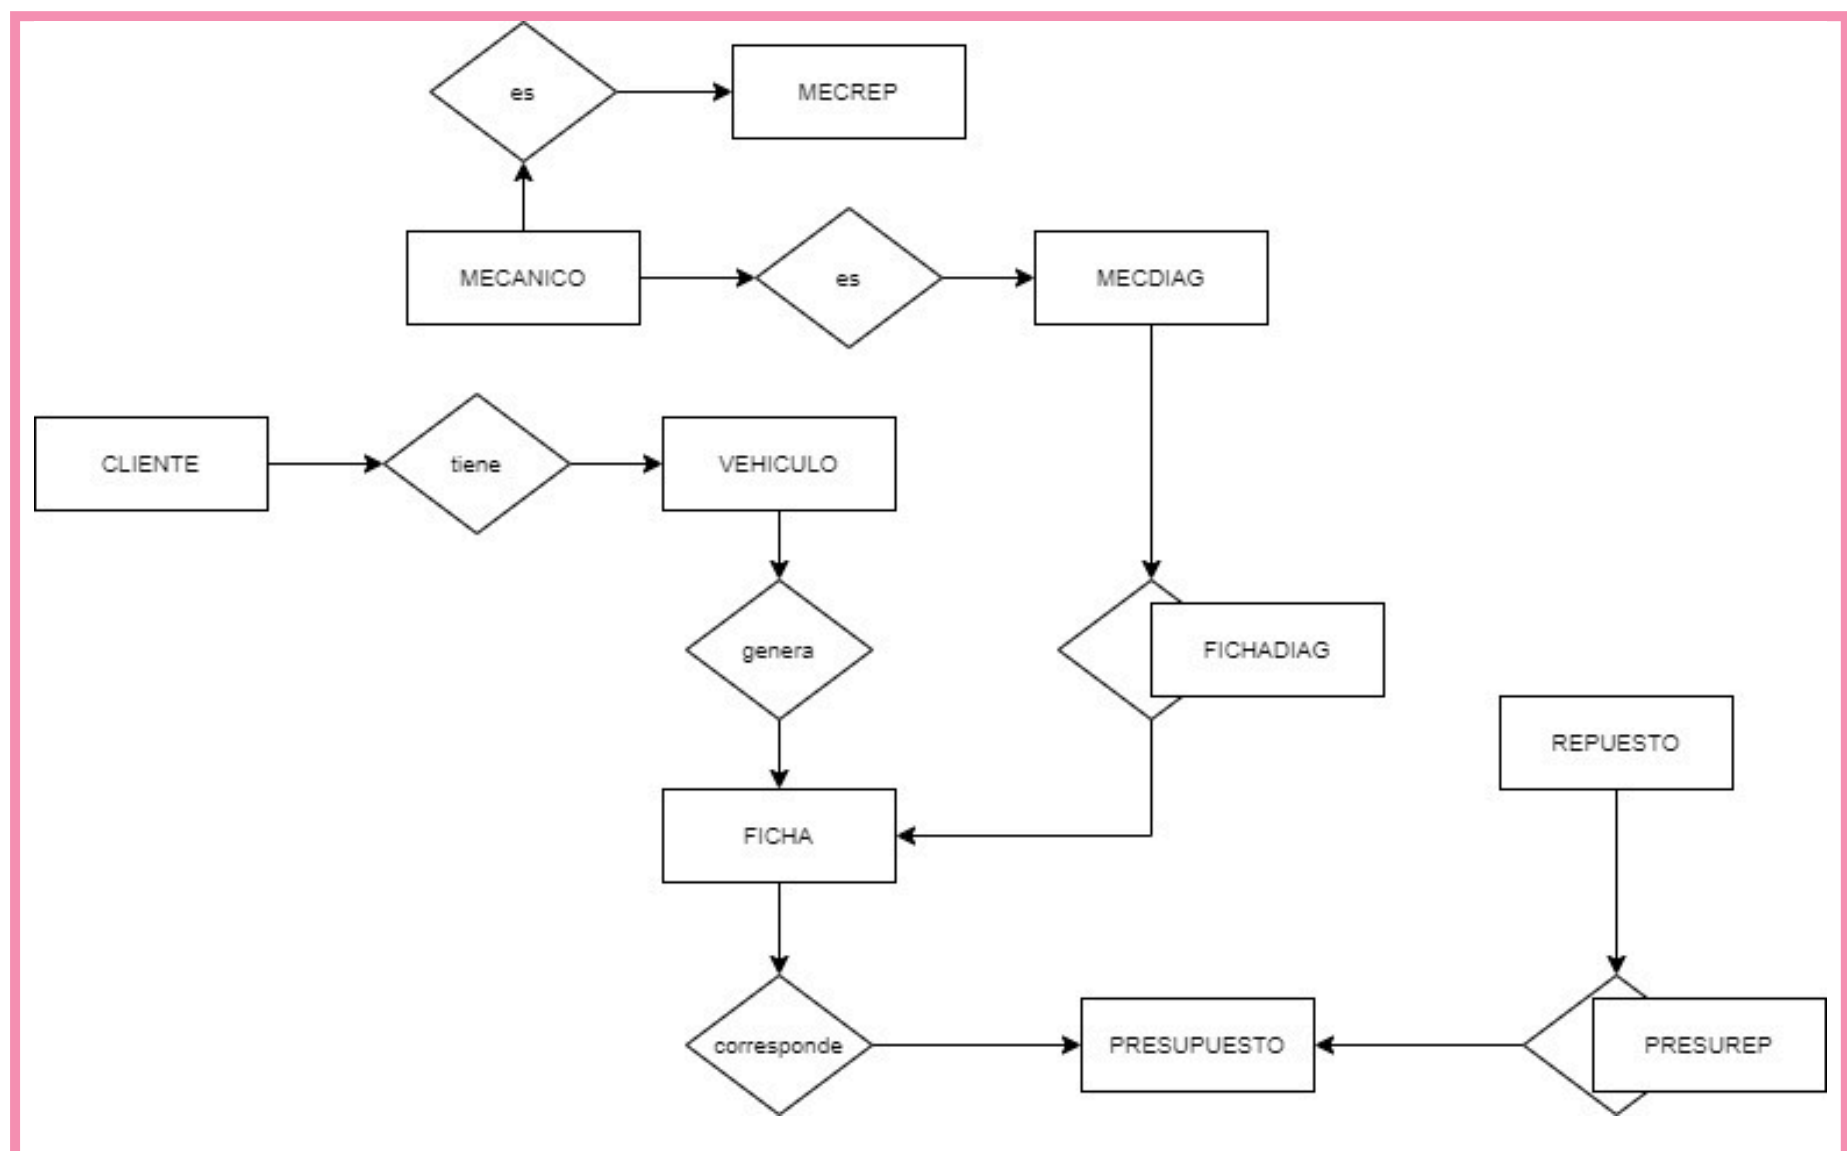 es
MECREP
MECANICO
es
MECDIAG
CLIENTE
tiene
VEHICULO
genera
FICHADIAG
REPUESTO
FICHA
corresponde
PRESUPUESTO
PRESUREP